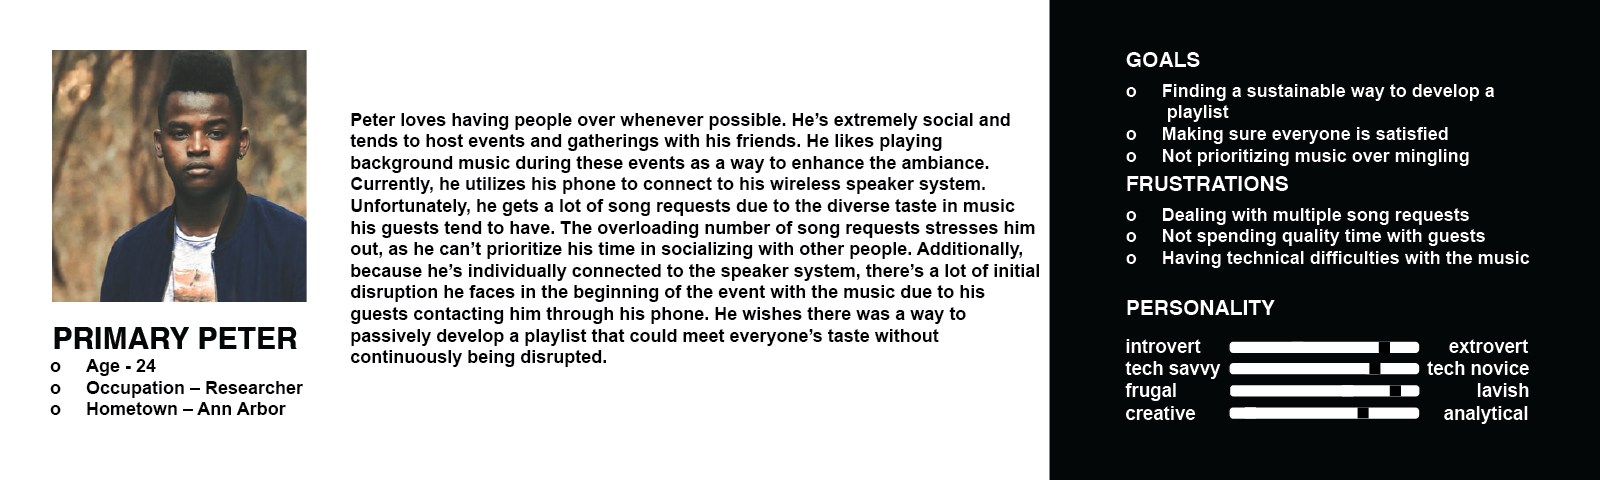 PRIMARY PETER
o Age - 24
o Occupation – Researcher
o Hometown – Ann Arbor
Peter loves having people over whenever possible. He’s extremely social and
tends to host events and gatherings with his friends. He likes playing
background music during these events as a way to enhance the ambiance.
Currently, he utilizes his phone to connect to his wireless speaker system.
Unfortunately, he gets a lot of song requests due to the diverse taste in music
his guests tend to have. The overloading number of song requests stresses him
out, as he can’t prioritize his time in socializing with other people. Additionally,
because he’s individually connected to the speaker system, there’s a lot of initial
disruption he faces in the beginning of the event with the music due to his
guests contacting him through his phone. He wishes there was a way to
passively develop a playlist that could meet everyone’s taste without
continuously being disrupted.
GOALS
o Finding a sustainable way to develop a
playlist
o Making sure everyone is satisfied
o Not prioritizing music over mingling
FRUSTRATIONS
o Dealing with multiple song requests
o Not spending quality time with guests
o Having technical difficulties with the music
PERSONALITY
introvert extrovert
tech savvy tech novice
frugal lavish
creative analytical